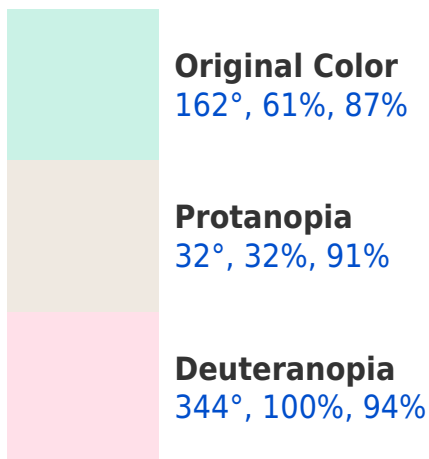 Original Color
162°, 61%, 87%
Protanopia
32°, 32%, 91%
Deuteranopia
344°, 100%, 94%